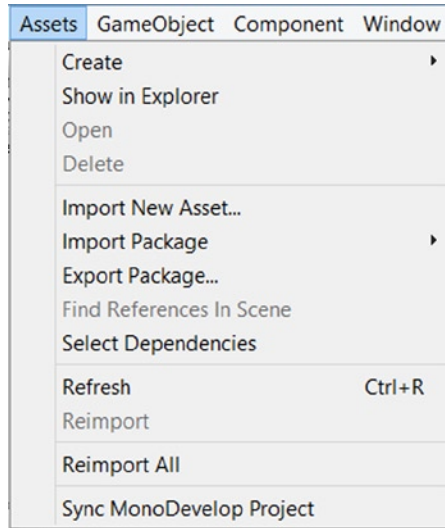 Assets GameObject Component Window
Create
Show in Explorer
Open
Delete
Import New Asset...
Import Package
Export Package...
Find References In Scene
Select Dependencies
Refresh Ctrl+R
Reimport
Reimport All
Sync MonoDevelop Project